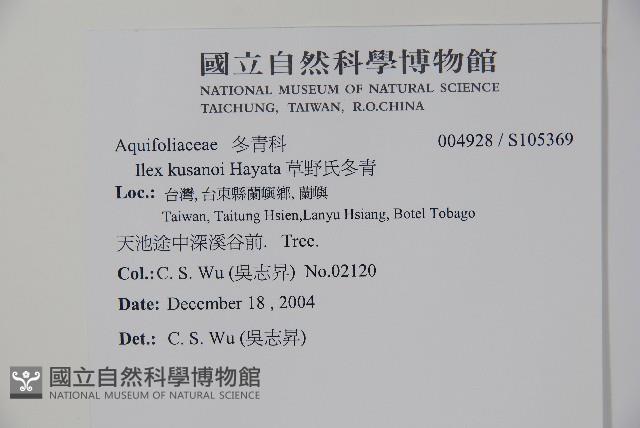 國立自然科學博物館
NATIONAL MUSEUM OF NATURAL SCIENCE
TAICHUNG, TAIWAN, R.O.CHINA
Aquifoliaceae 冬青科 004928 / S105369
Ilex kusanoi Hayata 草野氏冬青
Loc.: 台灣, 台東縣蘭嶼鄉, 蘭嶼
Taiwan, Taitung Hsien,Lanyu Hsiang, Botel Tobago
天池途中深溪谷前. Tree.
Col.:C. S. Wu (吳志昇) No.02120
Date: December 18 , 2004
Det.: C. S. Wu (吳志昇)
國立自然科學博物館
NATIONAL MUSEUM OF NATURAL SCIENCE